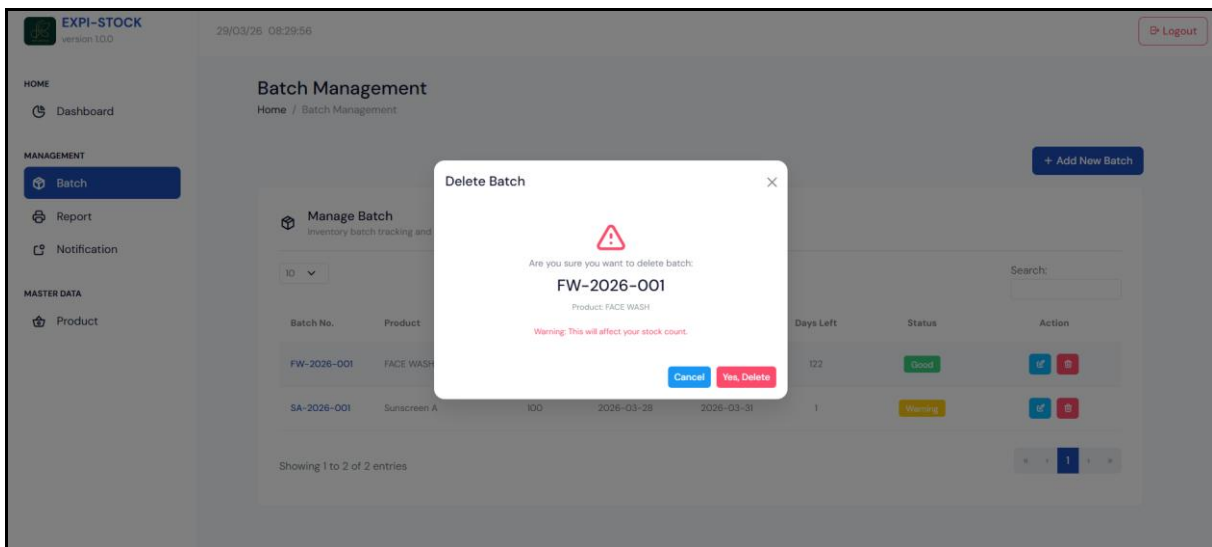 EXPI-STOCK
version 1.0.0
29/03/26 08:29:56
Logout
HOME
Dashboard
MANAGEMENT
Batch
Report
Notification
MASTER DATA
Product
Batch Management
Home / Batch Management
+ Add New Batch
Manage Batch
Inventory batch tracking and
10
Search:
Batch No. Product Days Left Status Action
FW-2026-001 FACE WASH 122 Good
SA-2026-001 Sunscreen A 100 2026-03-28 2026-03-31 1 Warning
Showing 1 to 2 of 2 entries
« ‹ 1 › »
Delete Batch
Are you sure you want to delete batch:
FW-2026-001
Product: FACE WASH
Warning: This will affect your stock count.
Cancel Yes, Delete